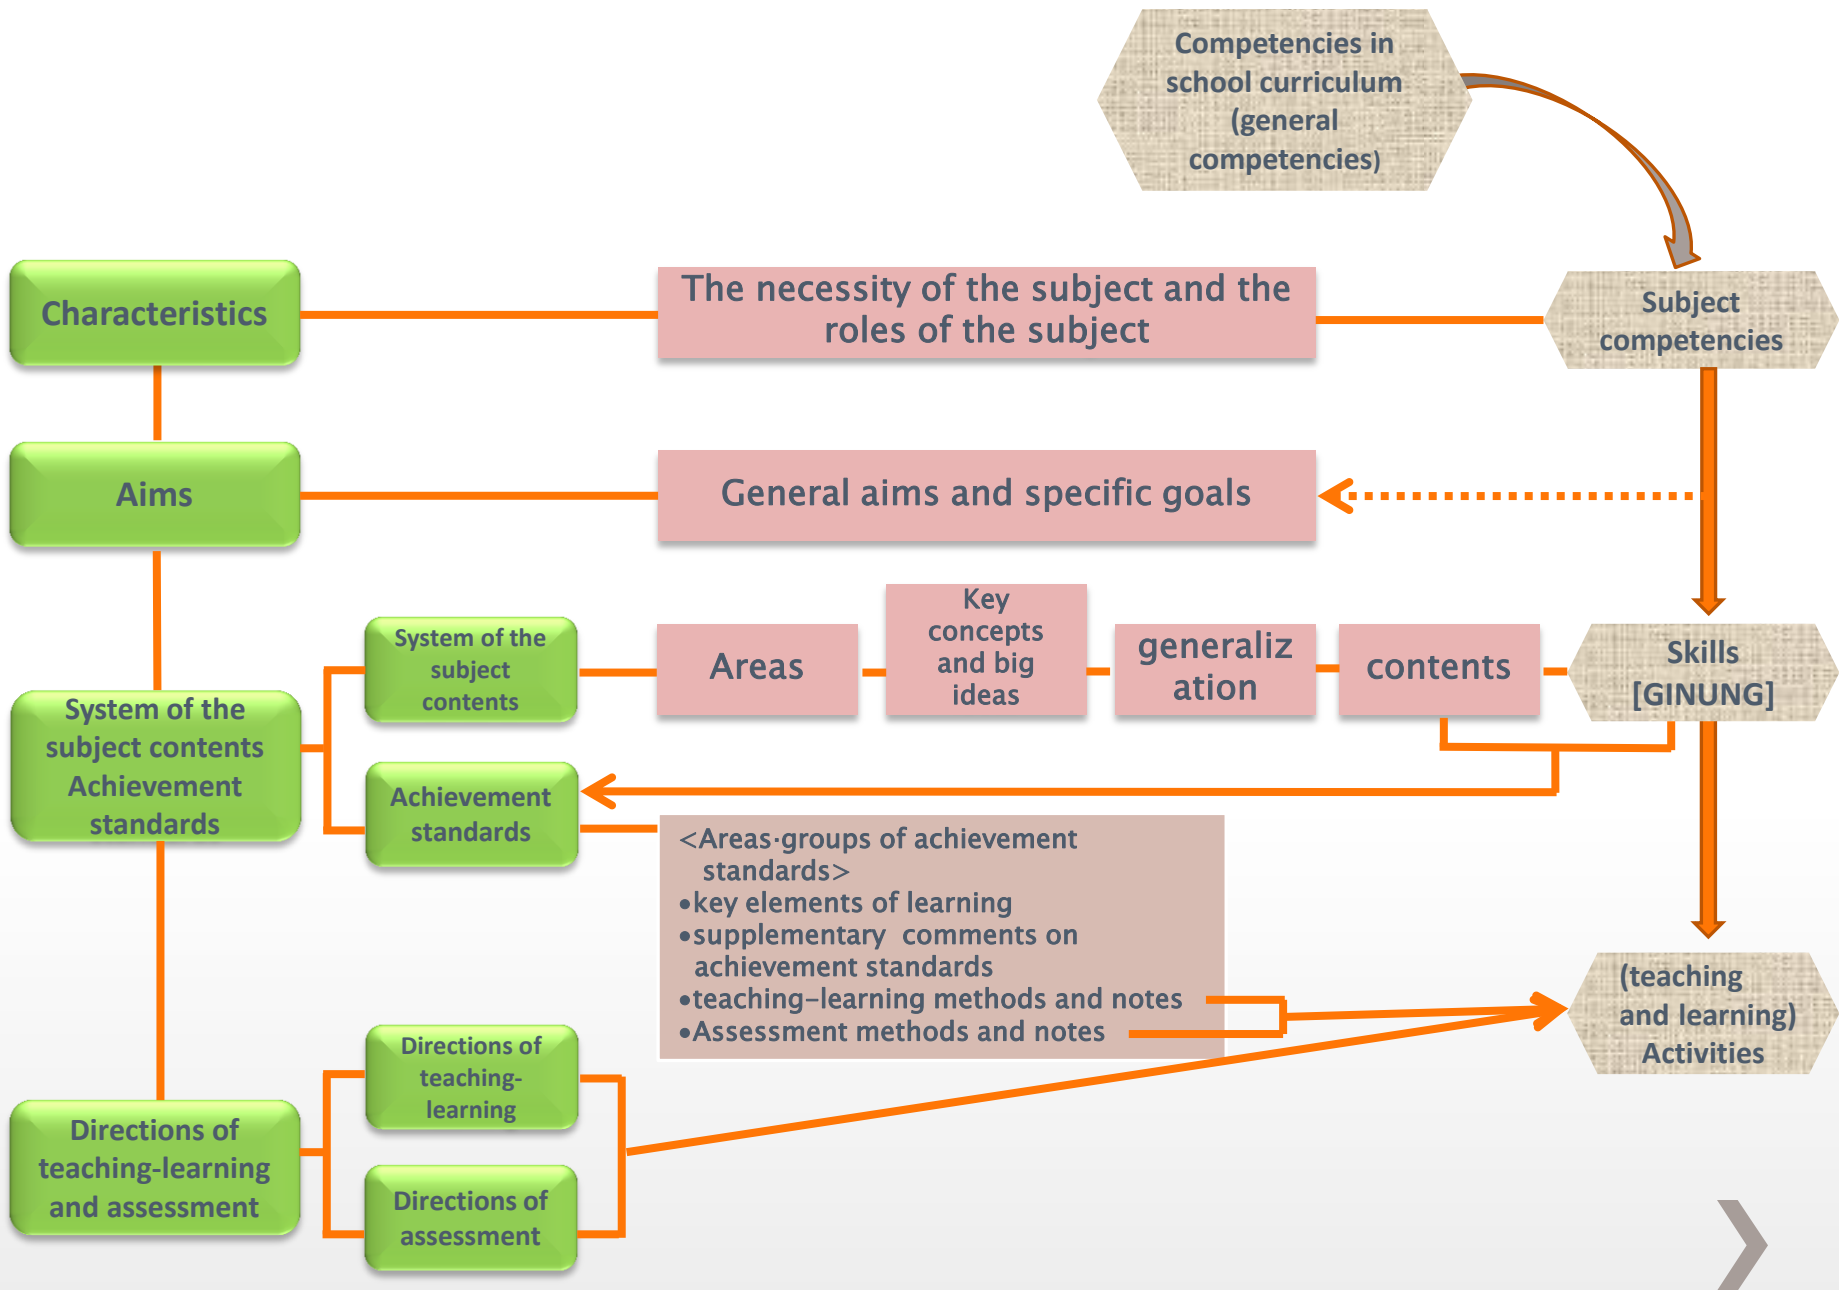 Competencies in
school curriculum
(general
competencies)
Characteristics
The necessity of the subject and the
roles of the subject
Subject
competencies
Aims
General aims and specific goals
System of the
subject contents
Achievement
standards
System of the
subject
contents
Areas
Key
concepts
and big
ideas
generaliz
ation
contents
Skills
[GINUNG]
Achievement
standards
<Areas·groups of achievement
standards>
•key elements of learning
•supplementary comments on
achievement standards
•teaching–learning methods and notes
•Assessment methods and notes
(teaching
and learning)
Activities
Directions of
teaching-learning
and assessment
Directions of
teaching-
learning
Directions of
assessment